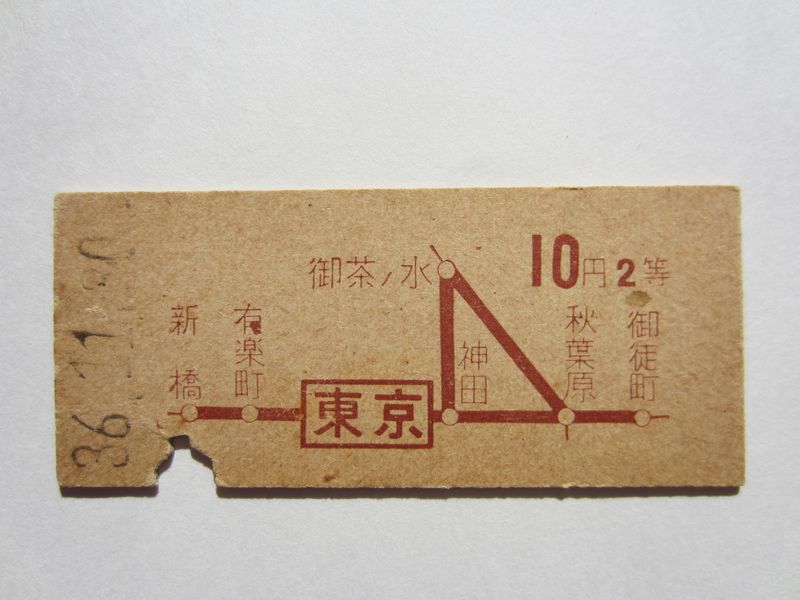 10円2等
御茶ノ水
新橋
有楽町
東京
神田
秋葉原
御徒町
36.11.